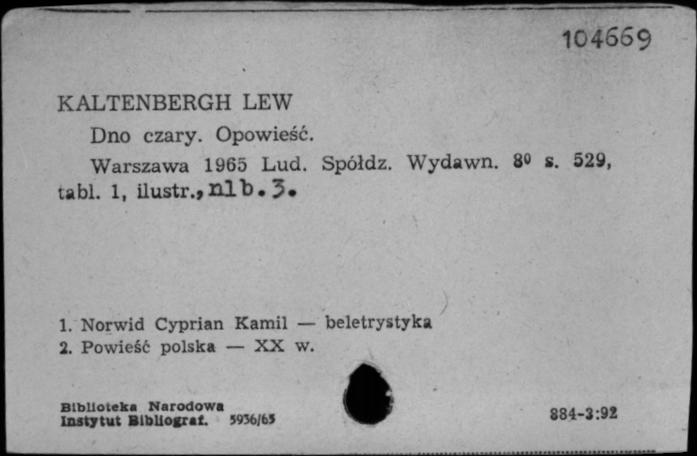 104669
KALTENBERGH LEW
Dno czary. Opowieść.
Warszawa 1965 Lud. Spółdz. Wydawn. 8⁰ s. 529,
tabl. 1, ilustr., nlb. 3.
1. Norwid Cyprian Kamil — beletrystyka
2. Powieść polska — XX w.
Biblioteka Narodowa
Instytut Bibliograf. 5936/65
884-3:92